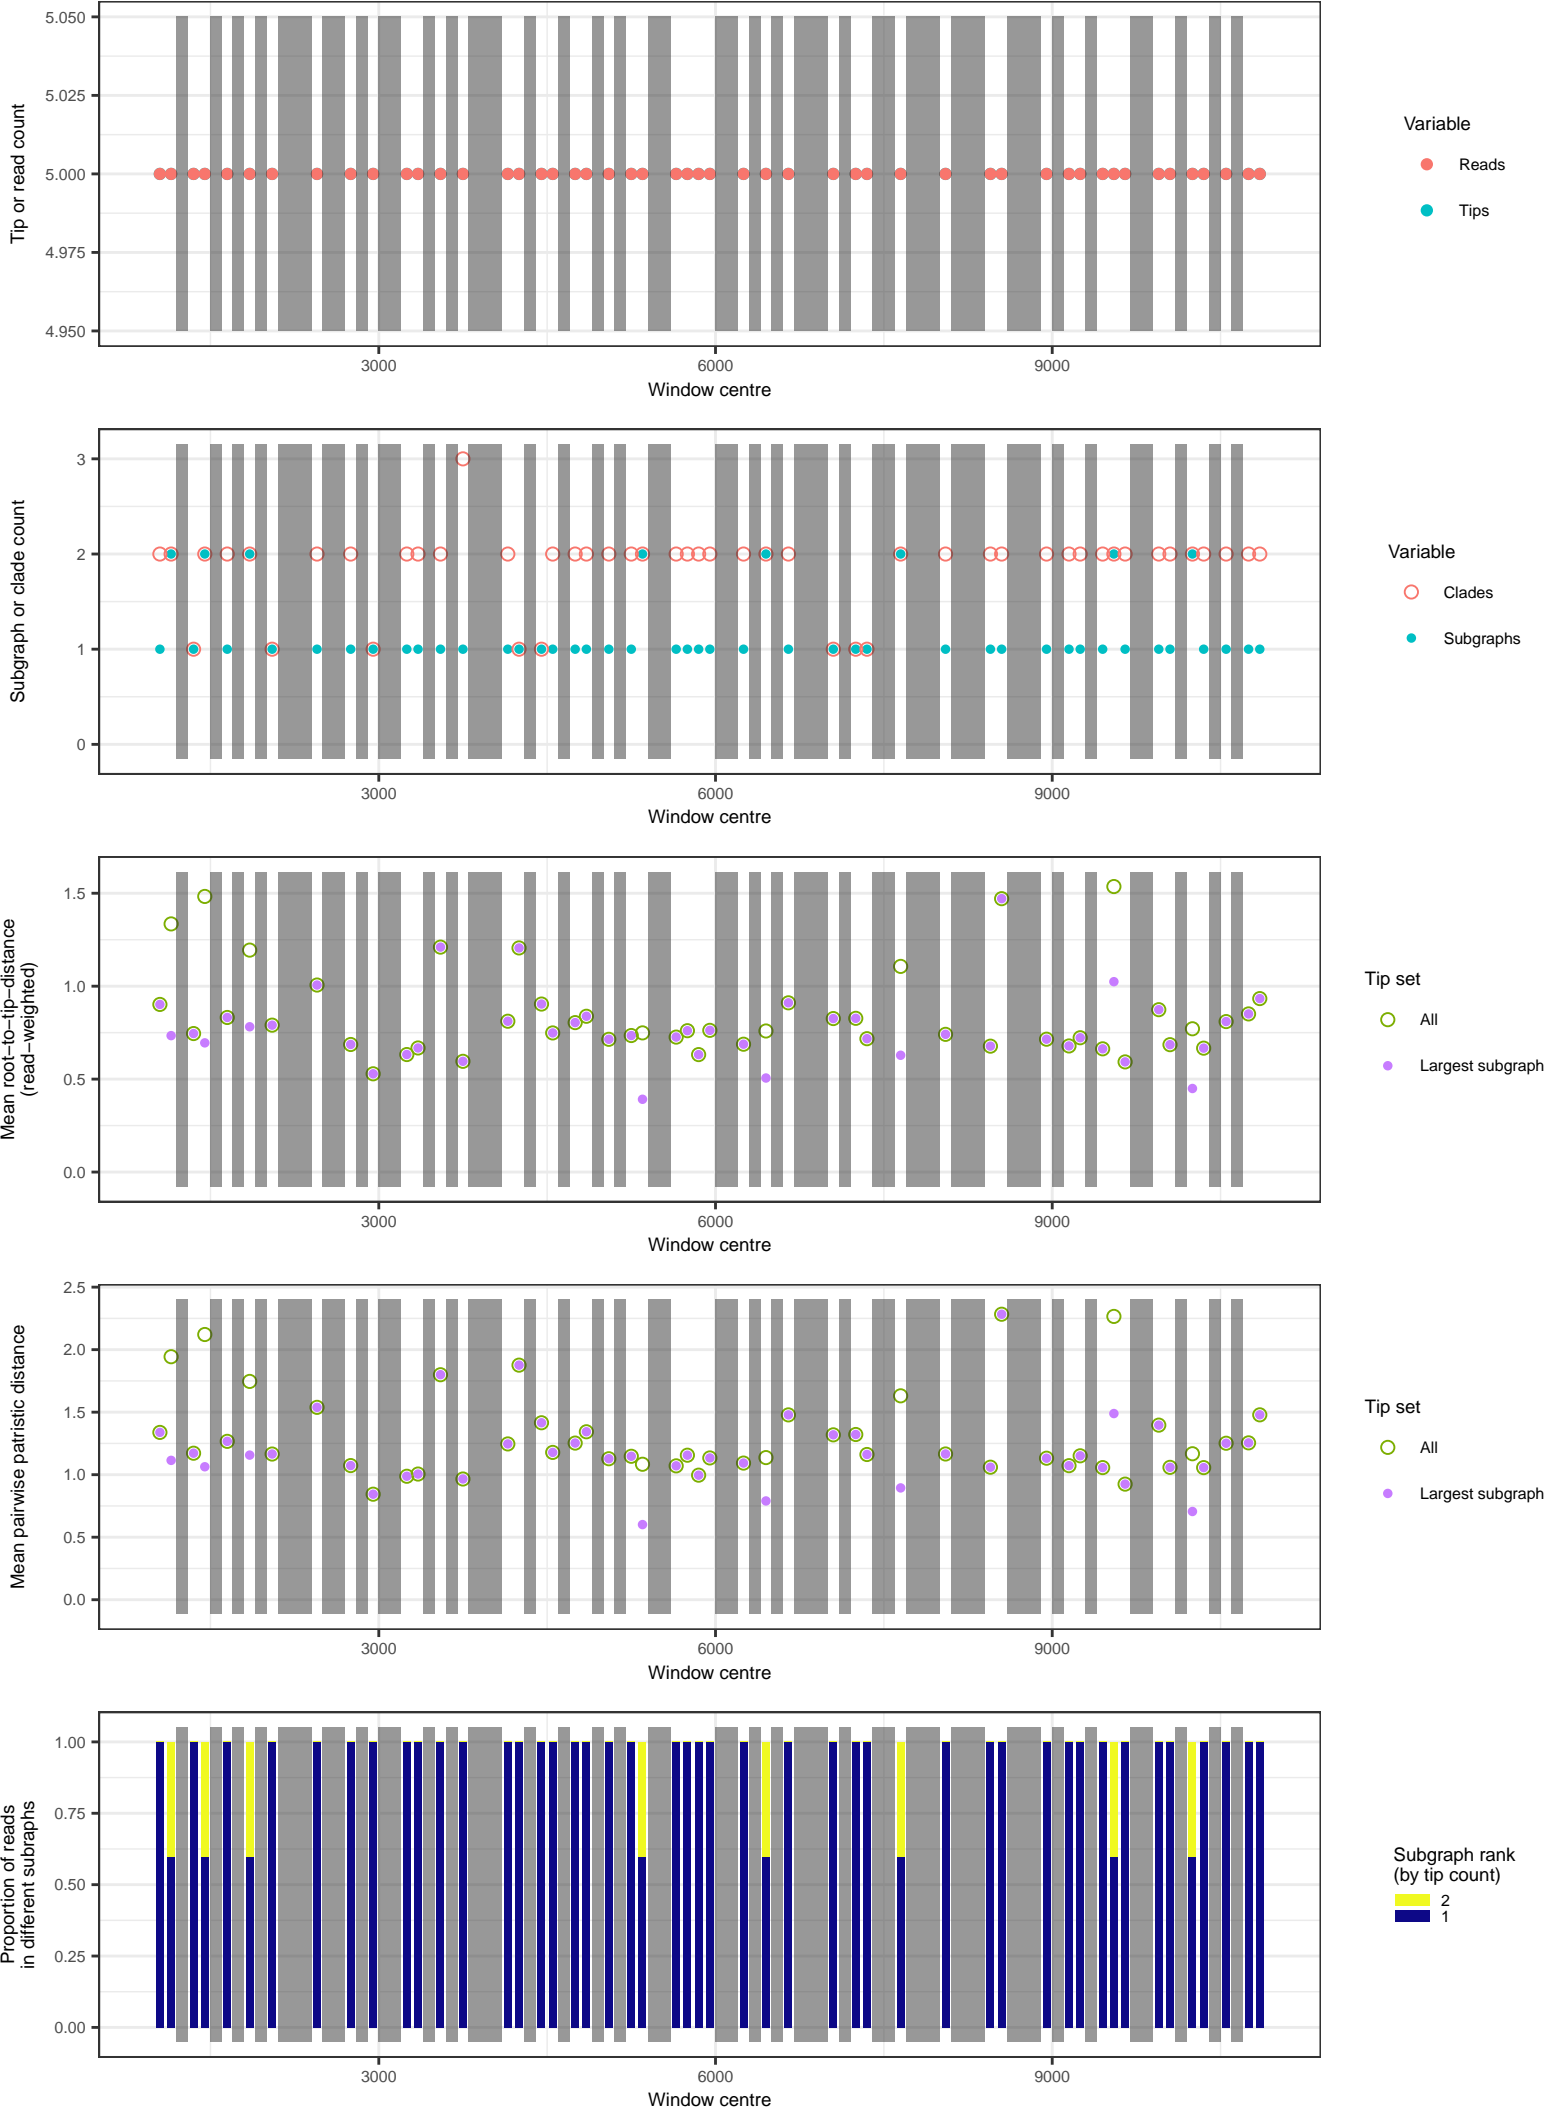 5.050
5.025
5.000
4.975
4.950
Tip or read count
3000
6000
9000
Window centre
Variable
Reads
Tips
3
2
1
0
Subgraph or clade count
3000
6000
9000
Window centre
Variable
Clades
Subgraphs
1.5
1.0
0.5
0.0
Mean root−to−tip−distance
(read−weighted)
3000
6000
9000
Window centre
Tip set
All
Largest subgraph
2.5
2.0
1.5
1.0
0.5
0.0
Mean pairwise patristic distance
3000
6000
9000
Window centre
Tip set
All
Largest subgraph
1.00
0.75
0.50
0.25
0.00
Proportion of reads
in different subraphs
3000
6000
9000
Window centre
Subgraph rank
(by tip count)
2
1